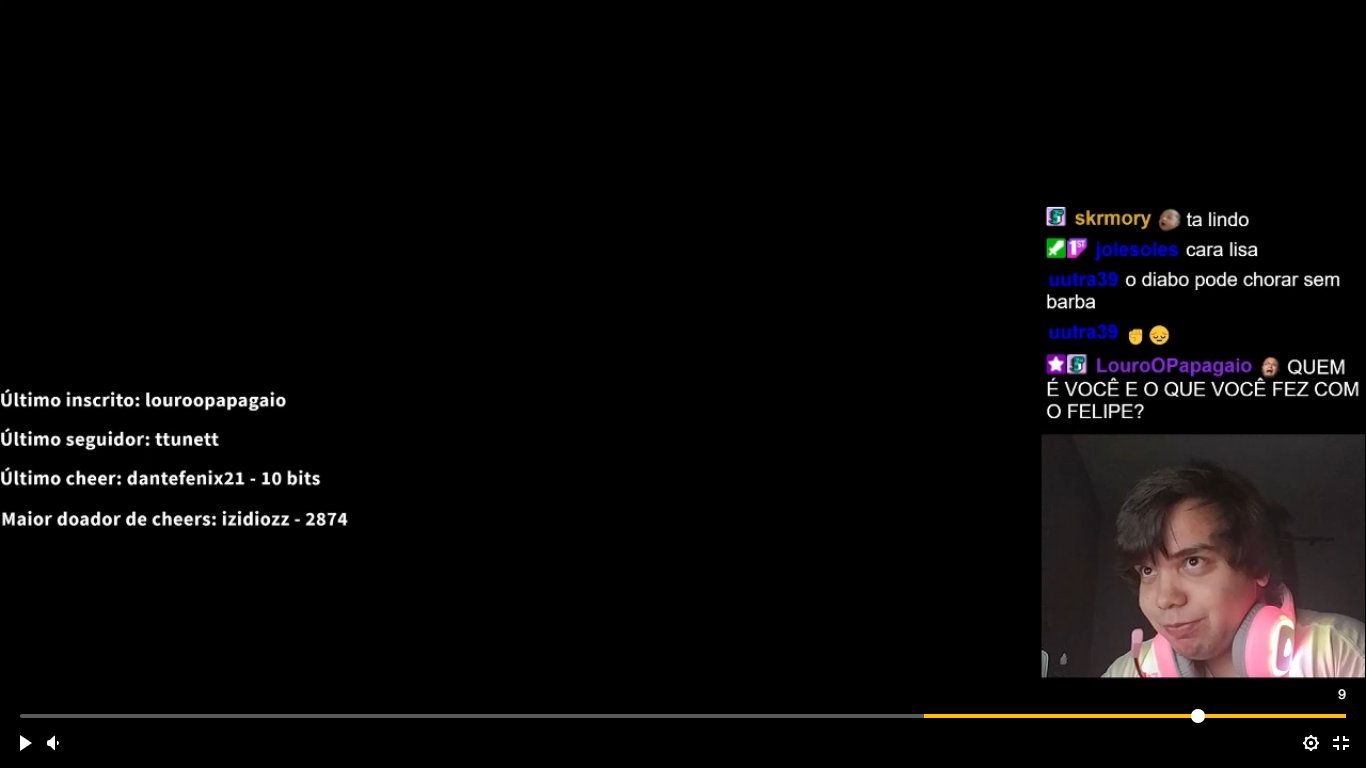 skrmory ta lindo
1ST jolesoles cara lisa
uutra39 o diabo pode chorar sem
barba
uutra39 ✊😔
LouroOPapagaio QUEM
É VOCÊ E O QUE VOCÊ FEZ COM
O FELIPE?
Último inscrito: louroopapagaio
Último seguidor: ttunett
Último cheer: dantefenix21 - 10 bits
Maior doador de cheers: izidiozz - 2874
9